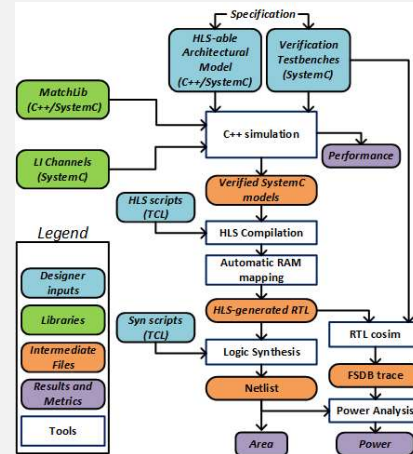 Specification
HLS-able
Architectural
Model
(C++/SystemC)
Verification
Testbenches
(SystemC)
MatchLib
(C++/SystemC)
C++ simulation
LI Channels
(SystemC)
Performance
Verified SystemC
models
HLS scripts
(TCL)
HLS Compilation
Legend
Automatic RAM
mapping
Designer
inputs
HLS-generated RTL
Libraries
Syn scripts
(TCL)
RTL cosim
Logic Synthesis
Intermediate
Files
FSDB trace
Netlist
Results and
Metrics
Power Analysis
Tools
Area
Power